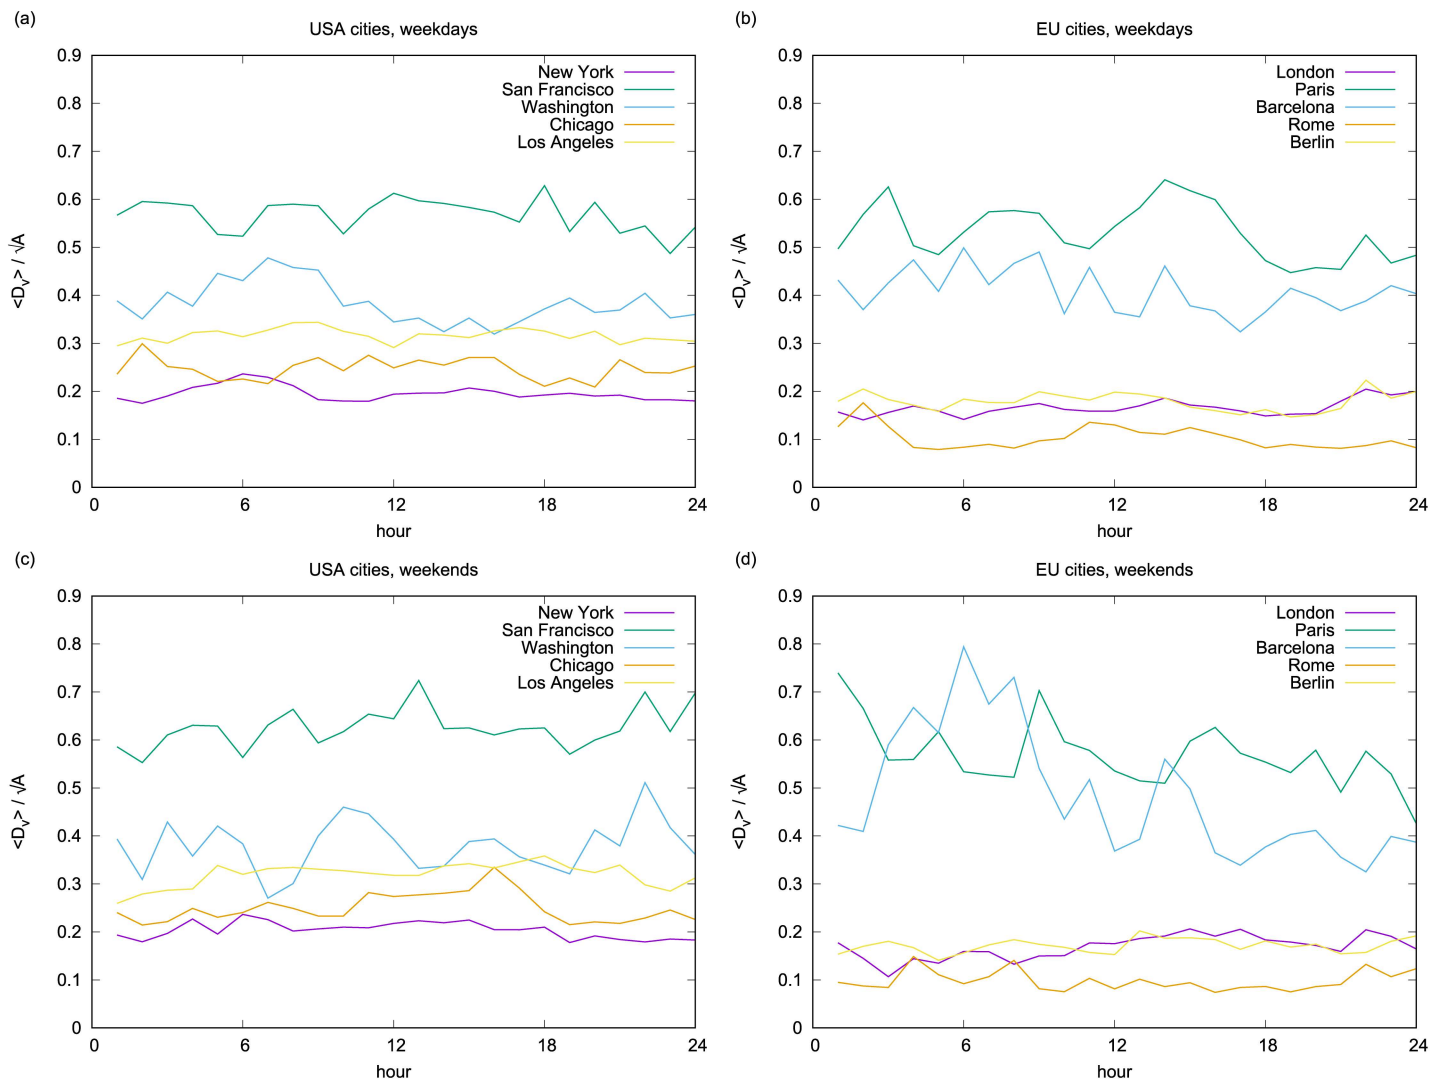 (a)
USA cities, weekdays
0.9
0.8
0.7
0.6
0.5
0.4
0.3
0.2
0.1
0
<Dv> / √A
New York
San Francisco
Washington
Chicago
Los Angeles
0 6 12 18 24
hour
(b)
EU cities, weekdays
0.9
0.8
0.7
0.6
0.5
0.4
0.3
0.2
0.1
0
<Dv> / √A
London
Paris
Barcelona
Rome
Berlin
0 6 12 18 24
hour
(c)
USA cities, weekends
0.9
0.8
0.7
0.6
0.5
0.4
0.3
0.2
0.1
0
<Dv> / √A
New York
San Francisco
Washington
Chicago
Los Angeles
0 6 12 18 24
hour
(d)
EU cities, weekends
0.9
0.8
0.7
0.6
0.5
0.4
0.3
0.2
0.1
0
<Dv> / √A
London
Paris
Barcelona
Rome
Berlin
0 6 12 18 24
hour